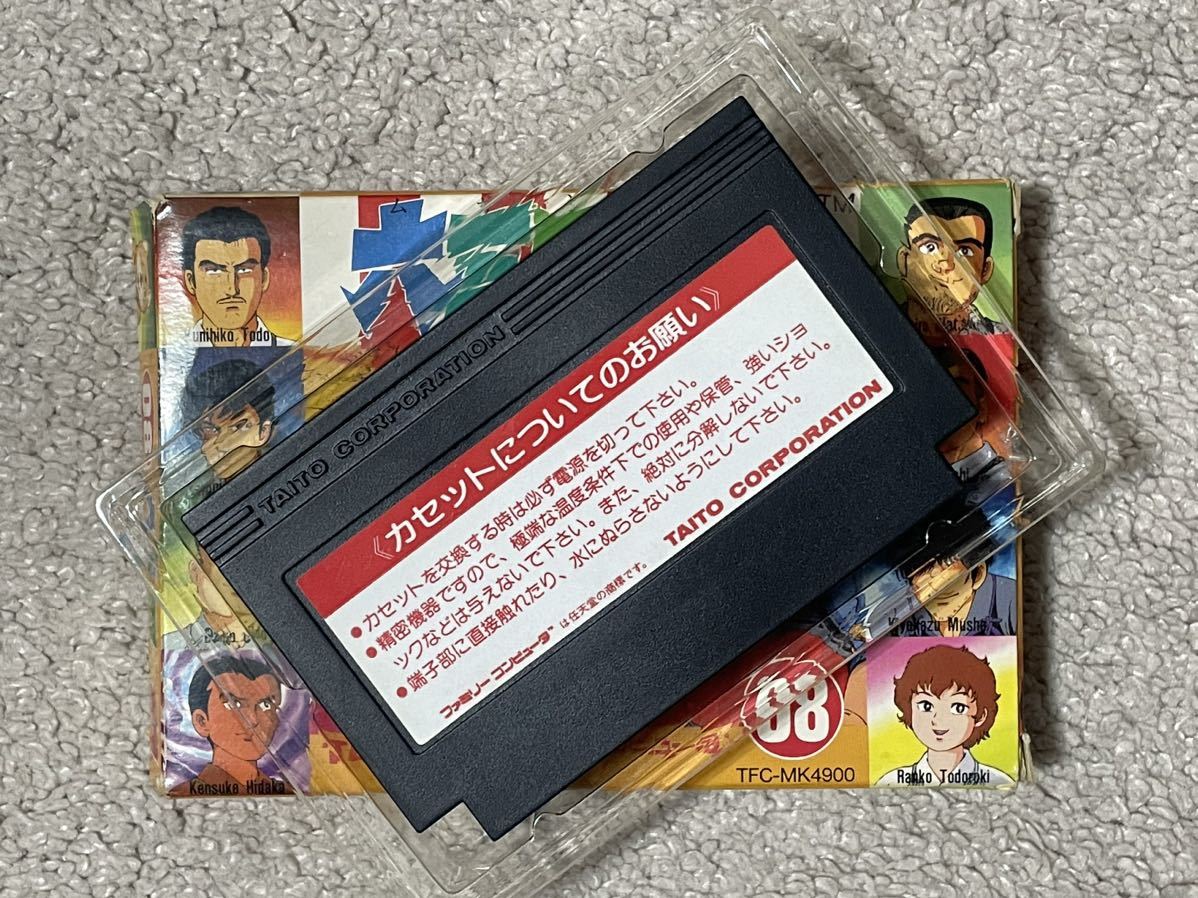 Kunihiko Todo
TM
TAITO CORPORATION
《カセットについてのお願い》
●カセットを交換する時は必ず電源を切って下さい。
●精密機器ですので、極端な温度条件下での使用や保管、強いショ
ックなどは与えないで下さい。また、絶対に分解しないで下さい。
●端子部に直接触れたり、水にぬらさないようにして下さい。
ファミリーコンピュータ™は任天堂の商標です。
TAITO CORPORATION
Kiyokazu Musha
Kensuke Hidaka
08
TFC-MK4900
Ranko Todoroki